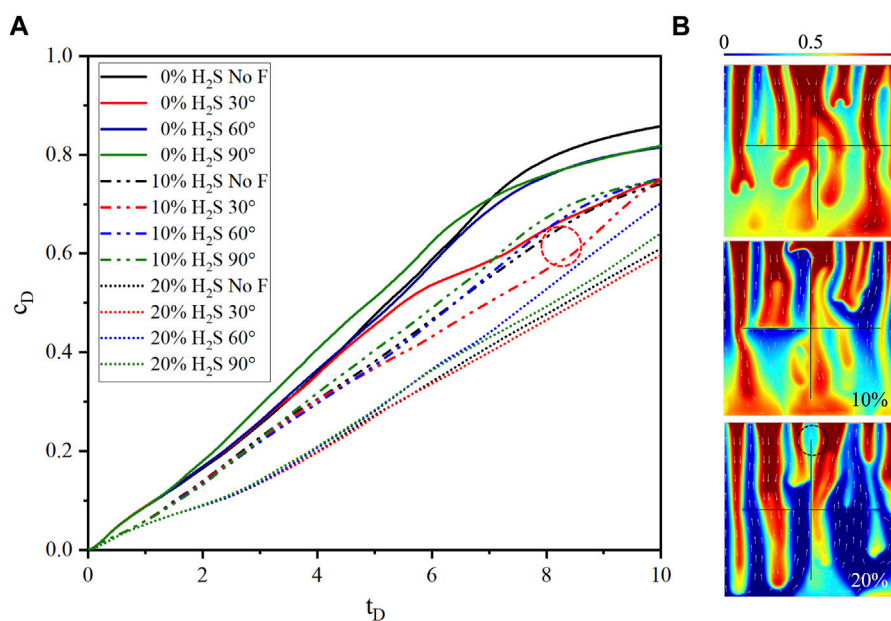 A
c_D
1.0
0.8
0.6
0.4
0.2
0.0
0% H₂S No F
0% H₂S 30°
0% H₂S 60°
0% H₂S 90°
10% H₂S No F
10% H₂S 30°
10% H₂S 60°
10% H₂S 90°
20% H₂S No F
20% H₂S 30°
20% H₂S 60°
20% H₂S 90°
0 2 4 6 8 10
t_D
B
0 0.5
10%
20%